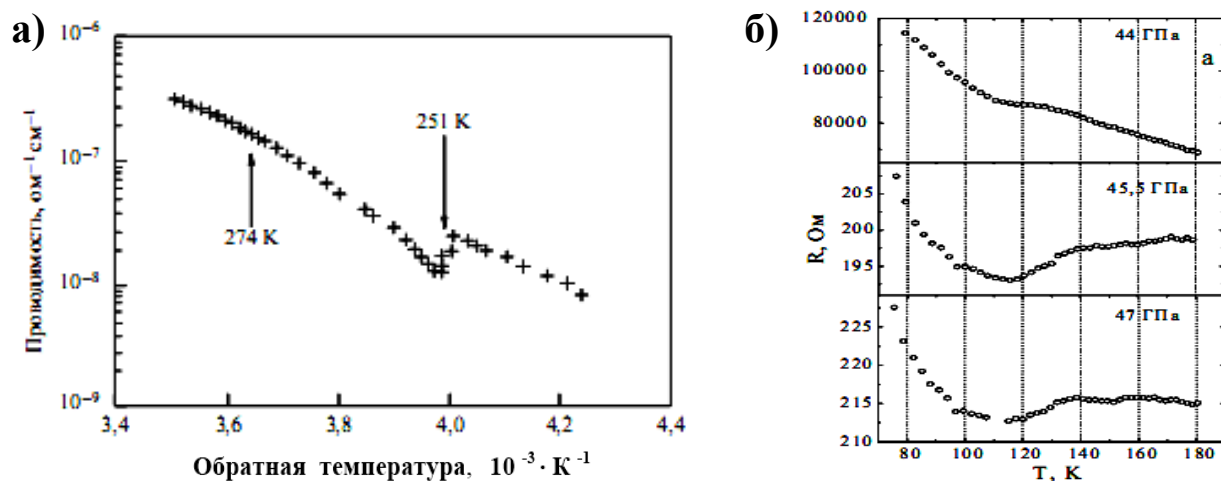 а)
10⁻⁶
10⁻⁷
10⁻⁸
10⁻⁹
Проводимость, ом⁻¹см⁻¹
274 K
251 K
3,4 3,6 3,8 4,0 4,2 4,4
Обратная температура, 10 ⁻³ · К ⁻¹
б)
120000
100000
80000
44 ГПа
а
205
200
195
45,5 ГПа
R, Ом
225
220
215
210
47 ГПа
80 100 120 140 160 180
T, K